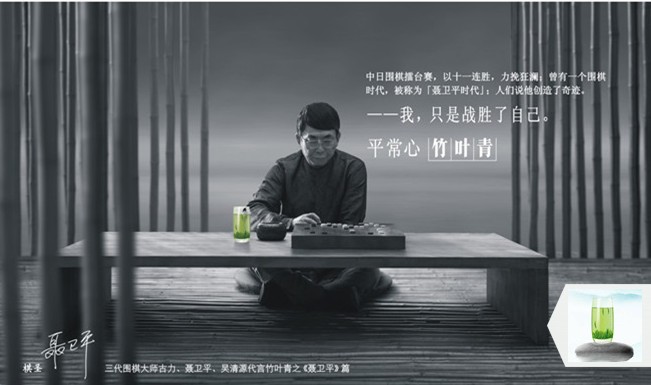 中日围棋擂台赛，以十一连胜，力挽狂澜；曾有一个围棋
时代，被称为「聂卫平时代」；人们说他创造了奇迹。
——我，只是战胜了自己。
平常心 竹叶青
棋圣 聂卫平
三代围棋大师古力、聂卫平、吴清源代言竹叶青之《聂卫平》篇